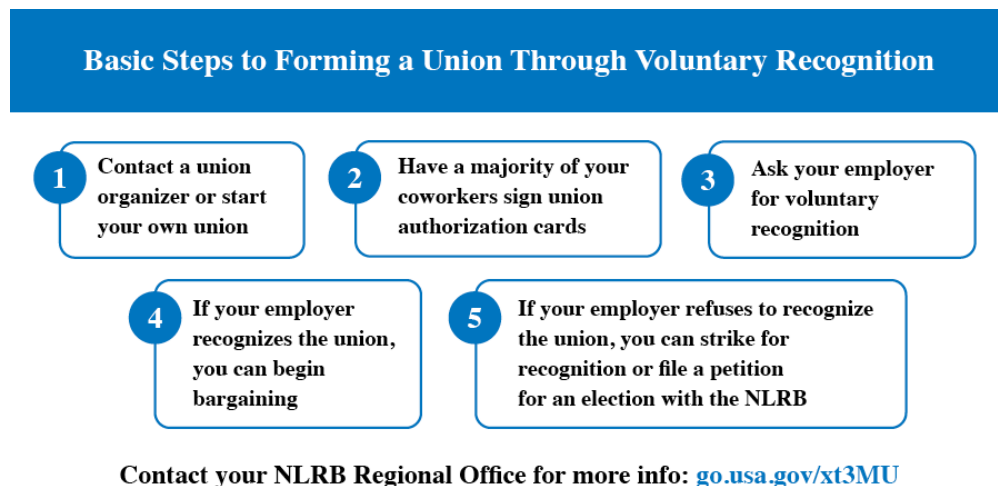 Basic Steps to Forming a Union Through Voluntary Recognition
1
Contact a union
organizer or start
your own union
2
Have a majority of your
coworkers sign union
authorization cards
3
Ask your employer
for voluntary
recognition
4
If your employer
recognizes the union,
you can begin
bargaining
5
If your employer refuses to recognize
the union, you can strike for
recognition or file a petition
for an election with the NLRB
Contact your NLRB Regional Office for more info: go.usa.gov/xt3MU